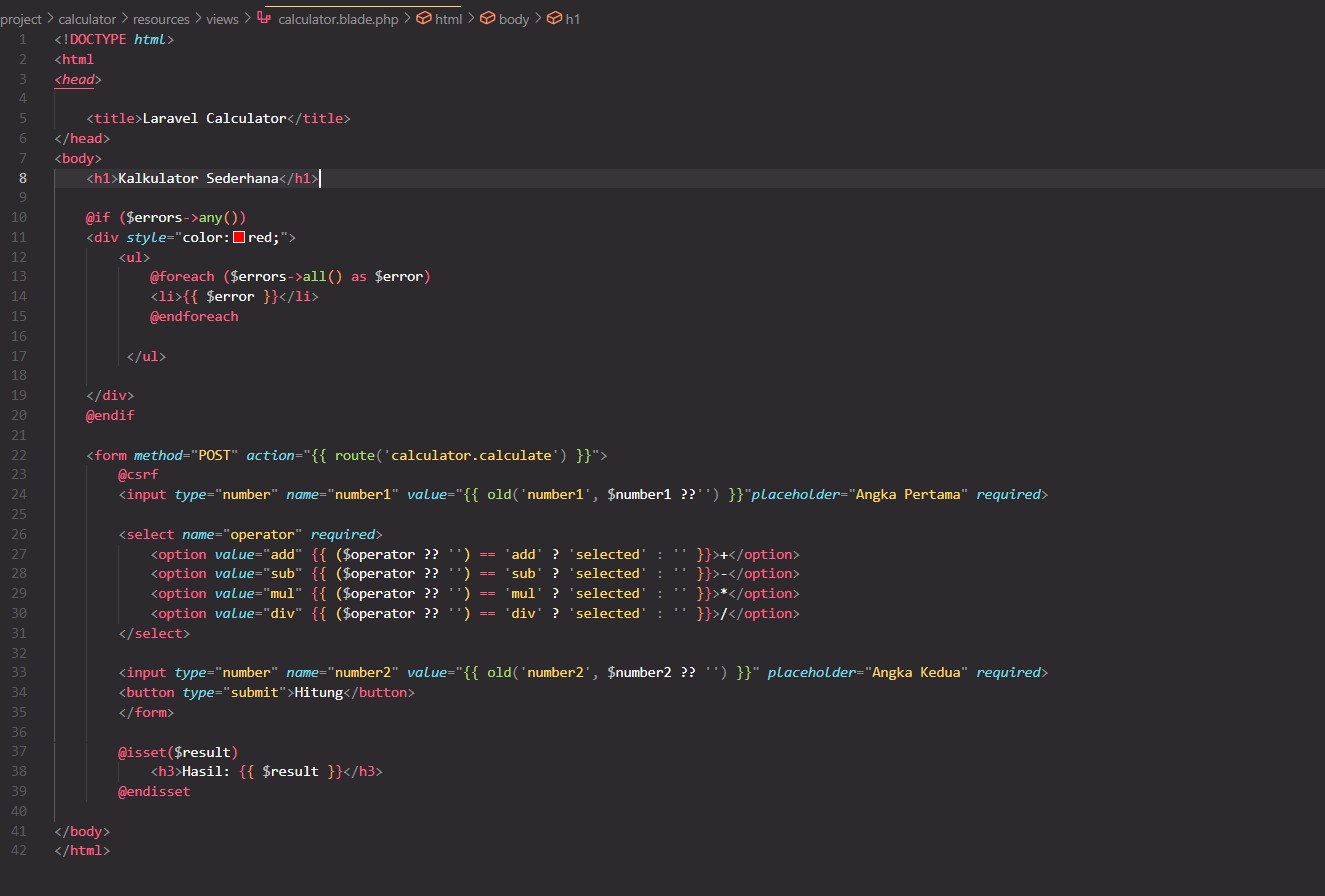 project > calculator > resources > views > calculator.blade.php > html > body > h1
1 <!DOCTYPE html>
2 <html
3 <head>
4
5     <title>Laravel Calculator</title>
6 </head>
7 <body>
8     <h1>Kalkulator Sederhana</h1>
9
10     @if ($errors->any())
11     <div style="color:red;">
12         <ul>
13             @foreach ($errors->all() as $error)
14             <li>{{ $error }}</li>
15             @endforeach
16
17          </ul>
18
19     </div>
20     @endif
21
22     <form method="POST" action="{{ route('calculator.calculate') }}">
23         @csrf
24         <input type="number" name="number1" value="{{ old('number1', $number1 ??'') }}"placeholder="Angka Pertama" required>
25
26         <select name="operator" required>
27             <option value="add" {{ ($operator ?? '') == 'add' ? 'selected' : '' }}>+</option>
28             <option value="sub" {{ ($operator ?? '') == 'sub' ? 'selected' : '' }}>-</option>
29             <option value="mul" {{ ($operator ?? '') == 'mul' ? 'selected' : '' }}>*</option>
30             <option value="div" {{ ($operator ?? '') == 'div' ? 'selected' : '' }}>/</option>
31         </select>
32
33         <input type="number" name="number2" value="{{ old('number2', $number2 ?? '') }}" placeholder="Angka Kedua" required>
34         <button type="submit">Hitung</button>
35         </form>
36
37         @isset($result)
38             <h3>Hasil: {{ $result }}</h3>
39         @endisset
40
41 </body>
42 </html>